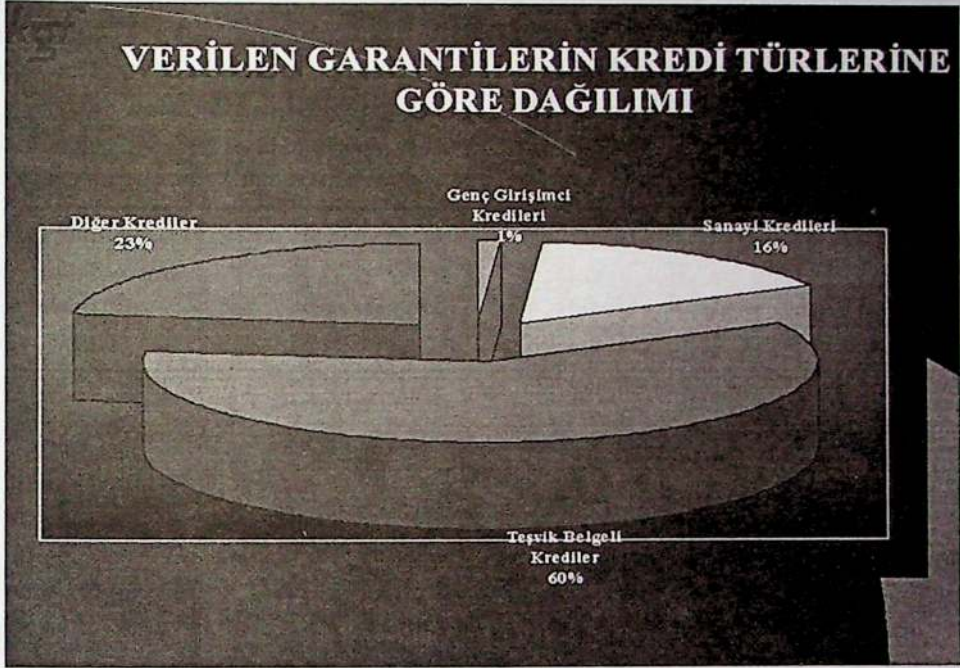 kgf
VERİLEN GARANTİLERİN KREDİ TÜRLERİNE
GÖRE DAĞILIMI
Genç Girişimci
Kredileri
1%
Diğer Krediler
23%
Sanayi Kredileri
16%
Teşvik Belgeli
Krediler
60%